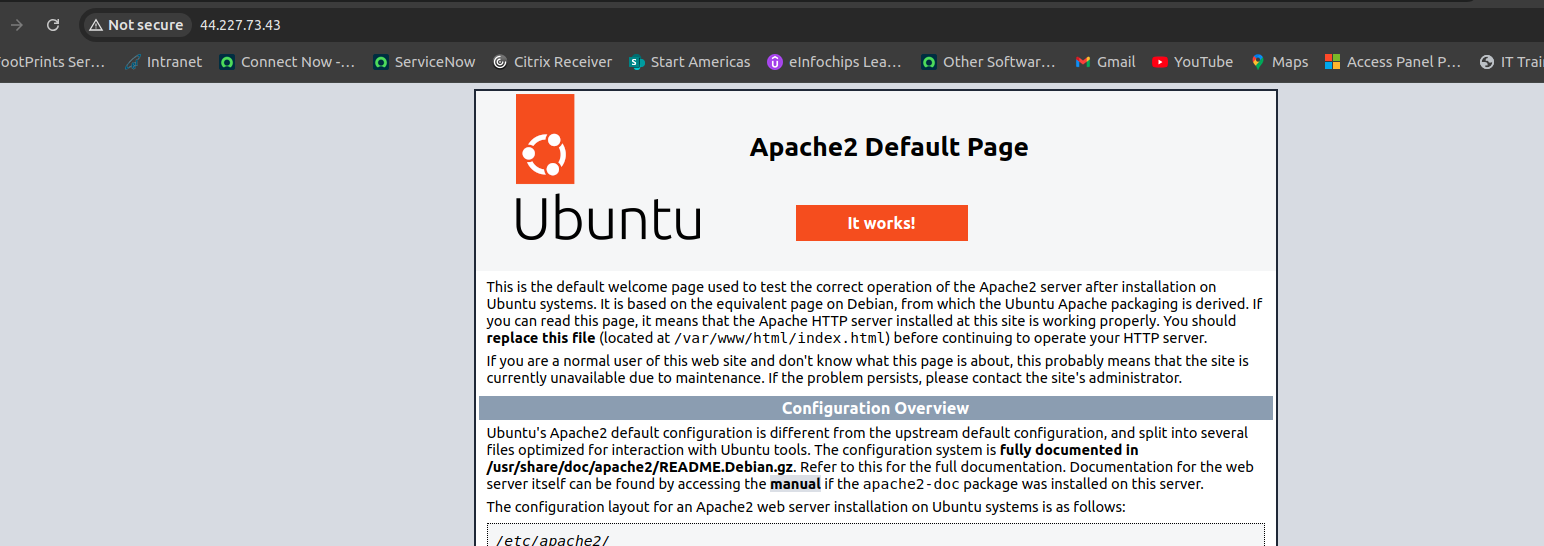 Not secure 44.227.73.43
ootPrints Ser... Intranet Connect Now -... ServiceNow Citrix Receiver Start Americas eInfochips Lea... Other Softwar... Gmail YouTube Maps Access Panel P... IT Trai
Apache2 Default Page
Ubuntu
It works!
This is the default welcome page used to test the correct operation of the Apache2 server after installation on
Ubuntu systems. It is based on the equivalent page on Debian, from which the Ubuntu Apache packaging is derived. If
you can read this page, it means that the Apache HTTP server installed at this site is working properly. You should
replace this file (located at /var/www/html/index.html) before continuing to operate your HTTP server.
If you are a normal user of this web site and don't know what this page is about, this probably means that the site is
currently unavailable due to maintenance. If the problem persists, please contact the site's administrator.
Configuration Overview
Ubuntu's Apache2 default configuration is different from the upstream default configuration, and split into several
files optimized for interaction with Ubuntu tools. The configuration system is fully documented in
/usr/share/doc/apache2/README.Debian.gz. Refer to this for the full documentation. Documentation for the web
server itself can be found by accessing the manual if the apache2-doc package was installed on this server.
The configuration layout for an Apache2 web server installation on Ubuntu systems is as follows:
/etc/apache2/